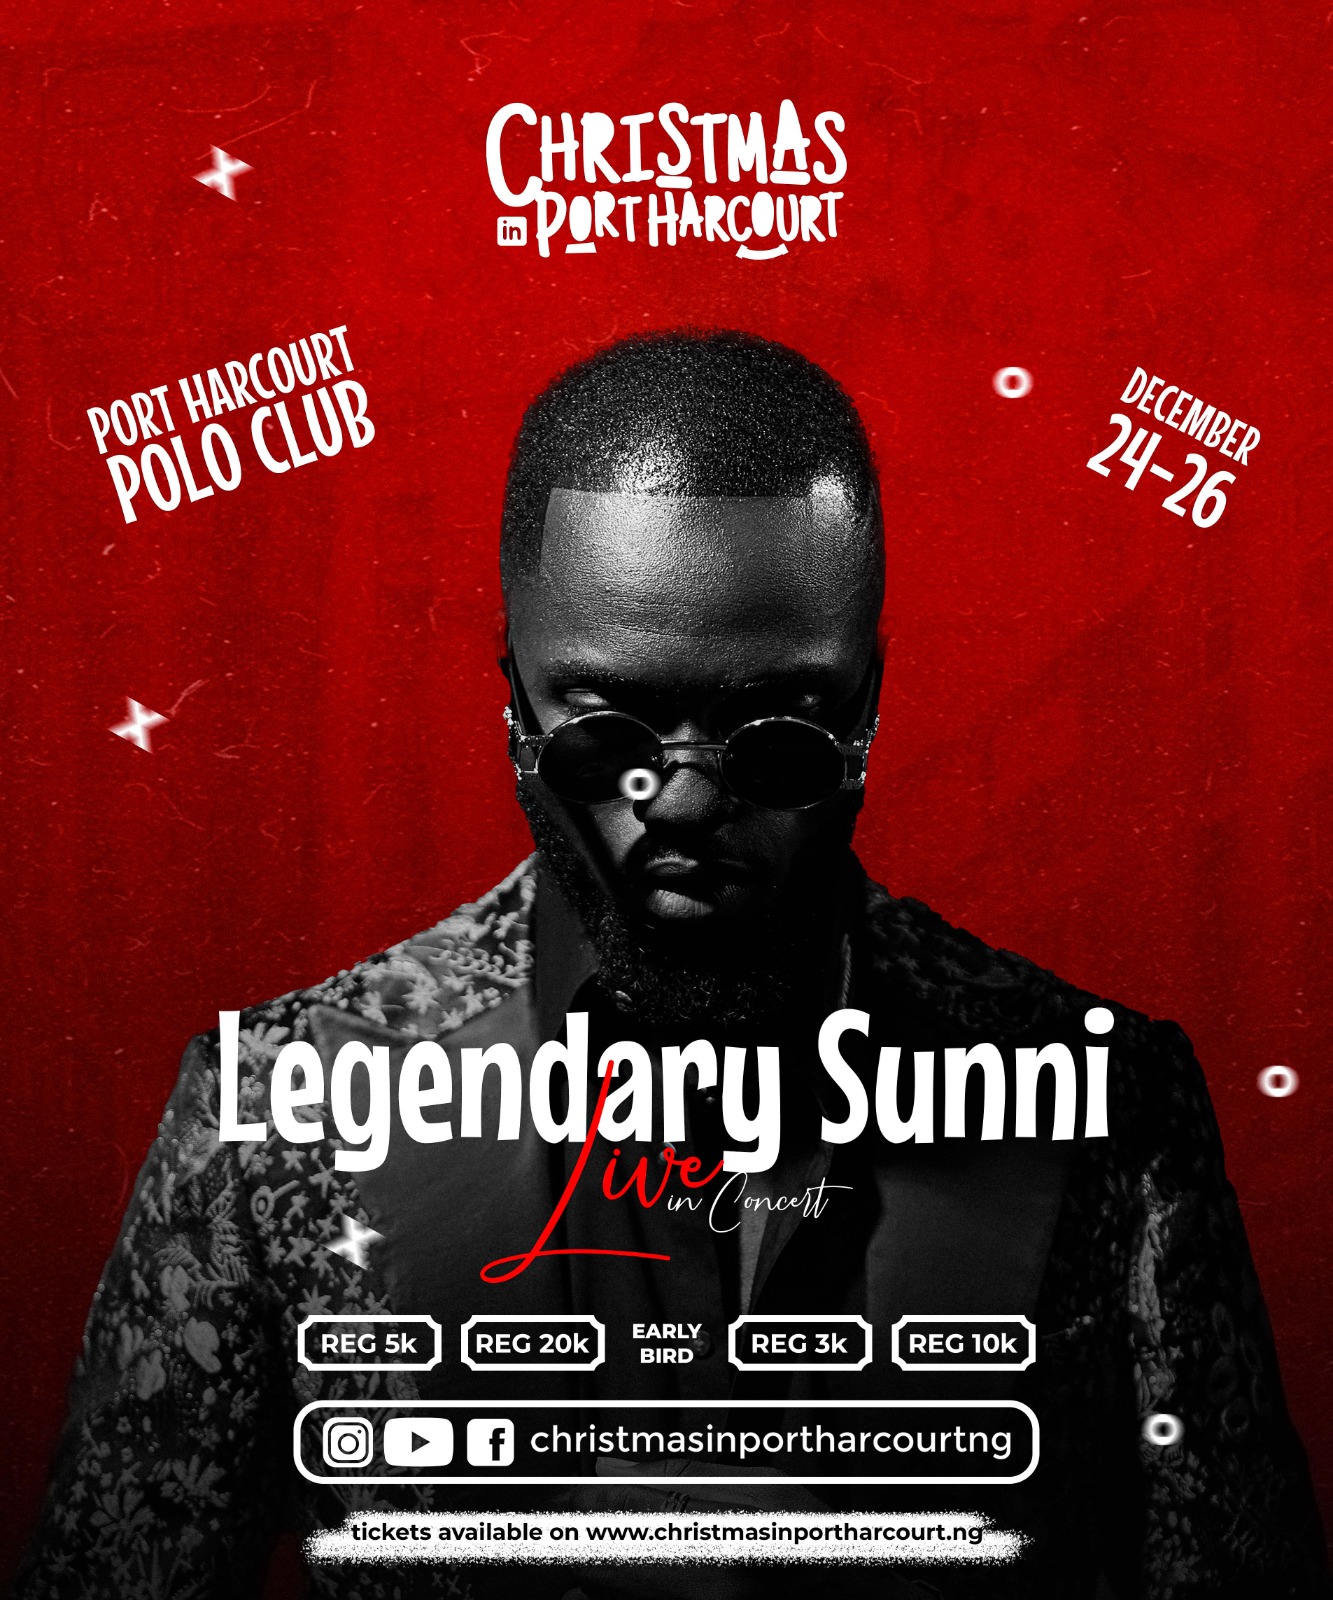 CHRISTMAS
in PORT HARCOURT
PORT HARCOURT
POLO CLUB
DECEMBER
24-26
Legendary Sunni
Live
in Concert
REG 5k
REG 20k
EARLY
BIRD
REG 3k
REG 10k
christmasinportharcourtng
tickets available on www.christmasinportharcourt.ng